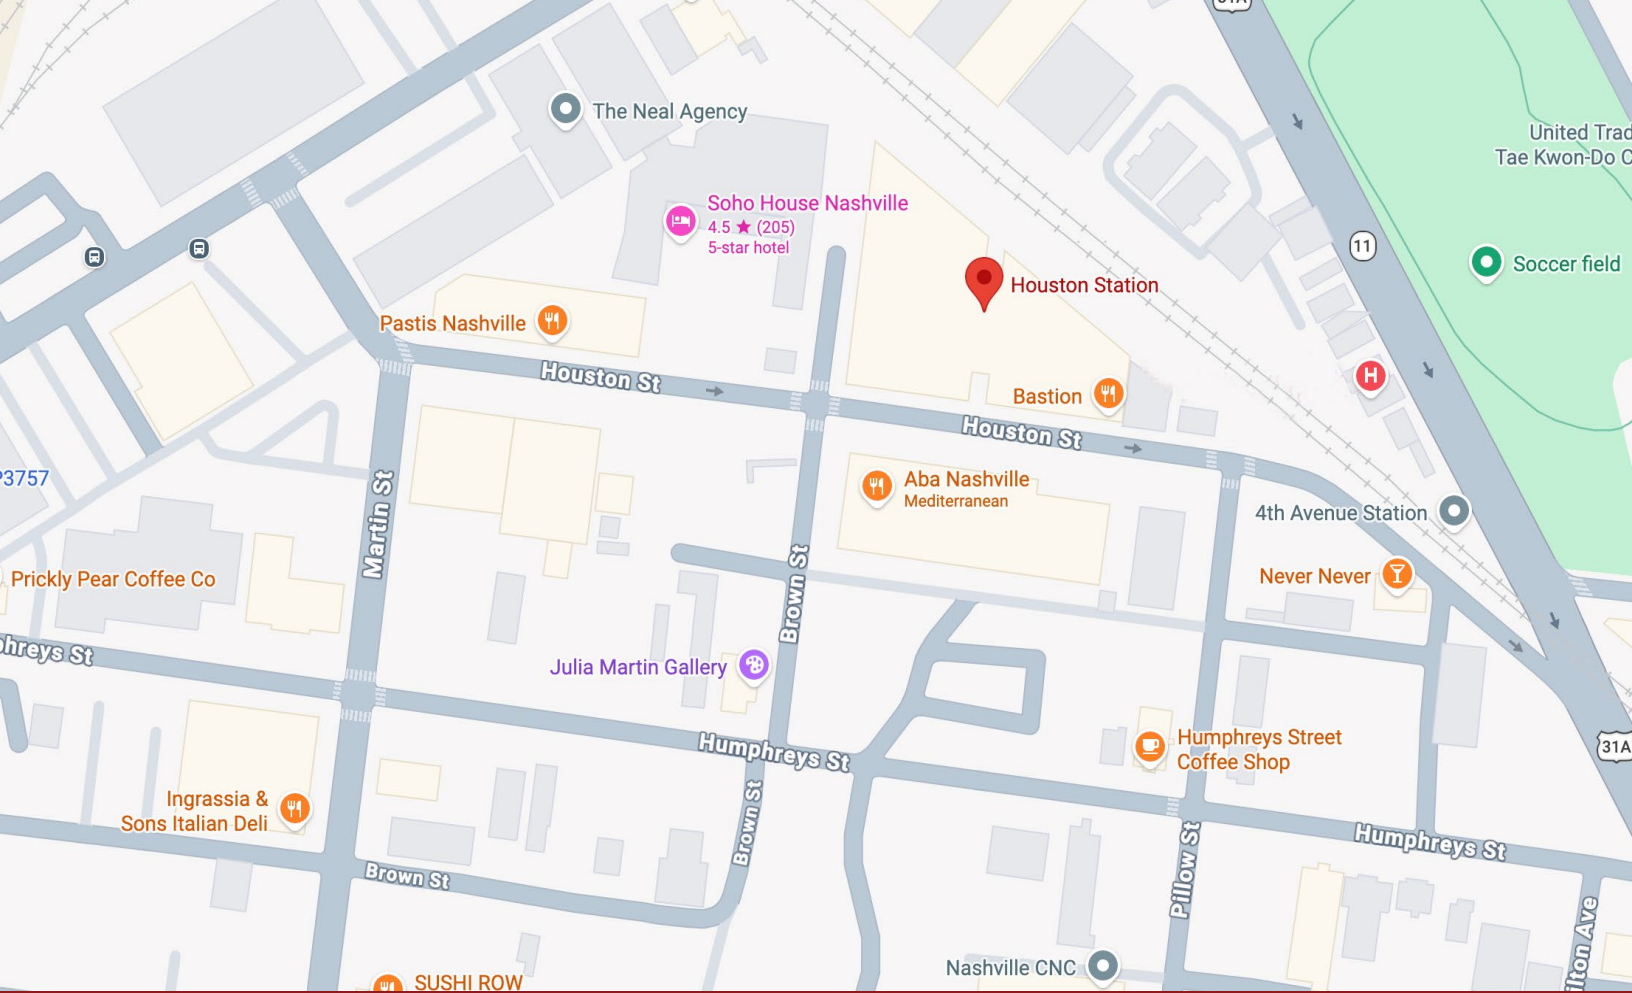 31A
The Neal Agency
United Trad
Tae Kwon-Do C
Soho House Nashville
4.5 ★ (205)
5-star hotel
11
Soccer field
Houston Station
Pastis Nashville
Houston St
H
Bastion
Houston St
P3757
Martin St
Aba Nashville
Mediterranean
4th Avenue Station
Prickly Pear Coffee Co
Brown St
Never Never
phreys St
Julia Martin Gallery
Humphreys St
Humphreys Street
Coffee Shop
31A
Ingrassia &
Sons Italian Deli
Brown St
Pillow St
Humphreys St
Brown St
lton Ave
Nashville CNC
SUSHI ROW